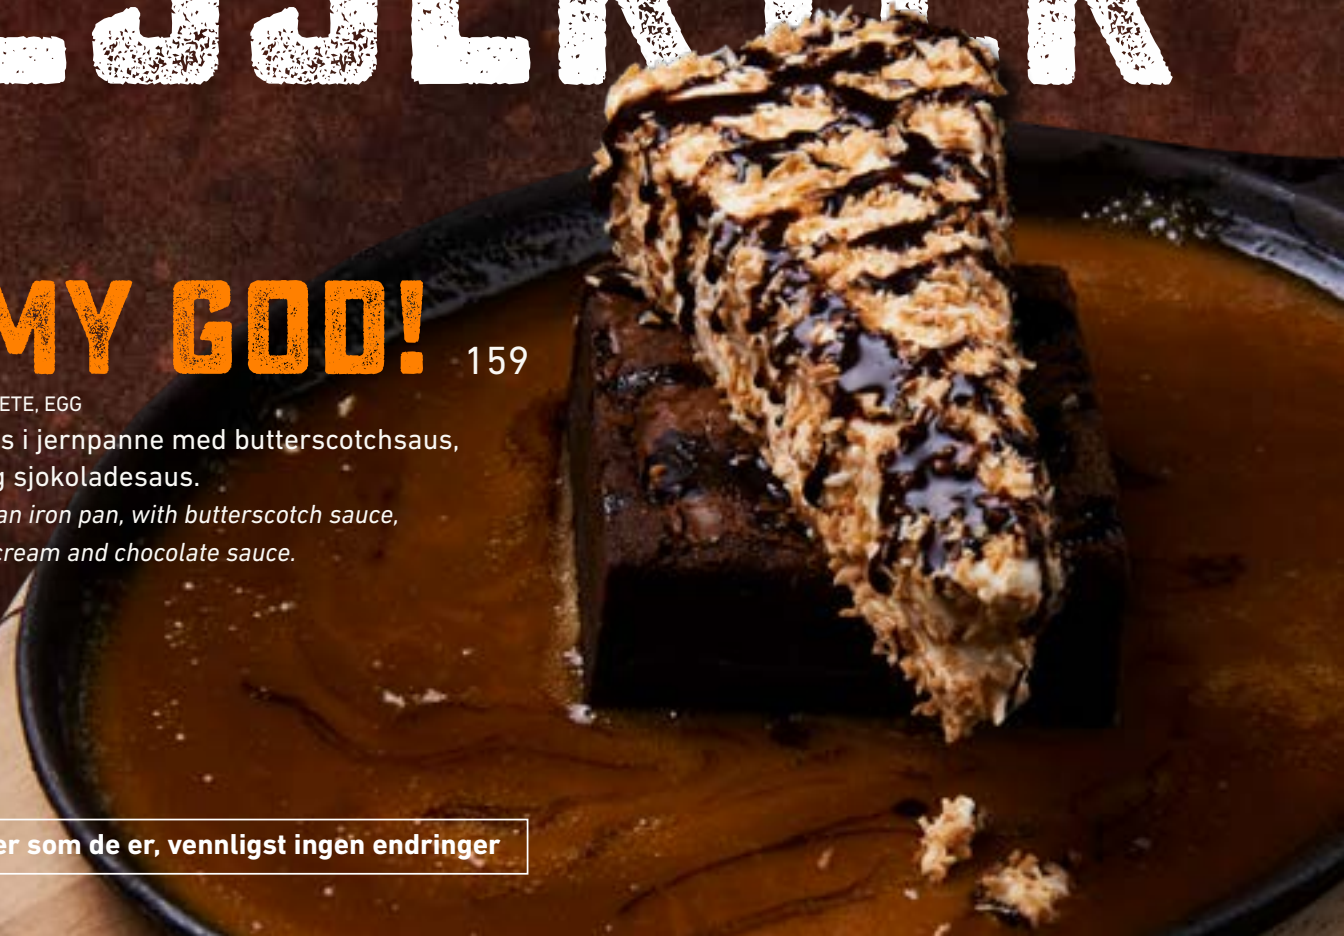 MY GOD! 159
ETE, EGG
s i jernpanne med butterscotchsaus,
g sjokoladesaus.
an iron pan, with butterscotch sauce,
cream and chocolate sauce.
er som de er, vennligst ingen endringer